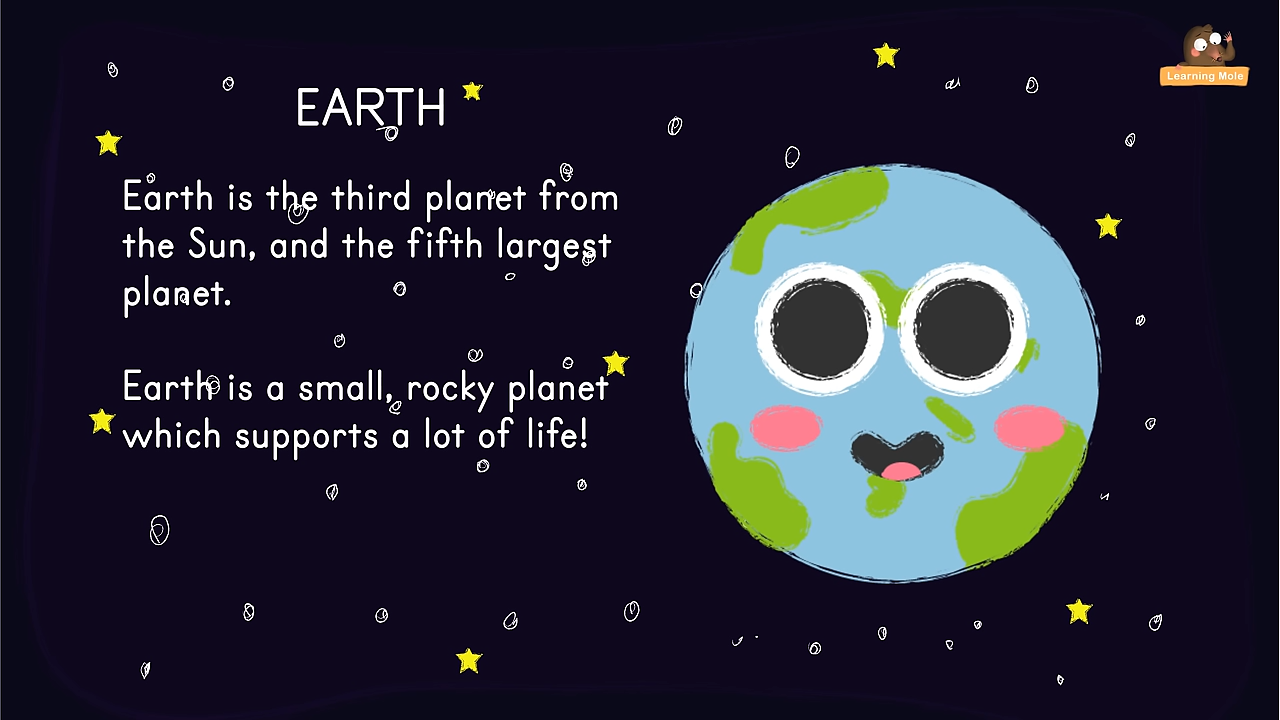 Learning Mole
EARTH
Earth is the third planet from
the Sun, and the fifth largest
planet.
Earth is a small, rocky planet
which supports a lot of life!